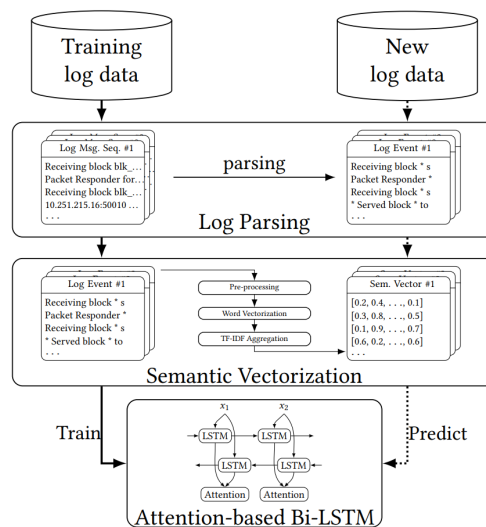 Training
log data
New
log data
Log Msg. Seq. #1
Receiving block blk_...
Packet Responder for...
Receiving block blk_...
10.251.215.16:50010 ...
...
parsing
Log Event #1
Receiving block * s
Packet Responder *
Receiving block * s
* Served block * to
...
Log Parsing
Log Event #1
Receiving block * s
Packet Responder *
Receiving block * s
* Served block * to
...
Pre-processing
Word Vectorization
TF-IDF Aggregation
Sem. Vector #1
[0.2, 0.4, ..., 0.1]
[0.3, 0.8, ..., 0.5]
[0.1, 0.9, ..., 0.7]
[0.6, 0.2, ..., 0.6]
...
Semantic Vectorization
Train
Predict
x1 x2
LSTM LSTM
LSTM LSTM
Attention Attention
Attention-based Bi-LSTM